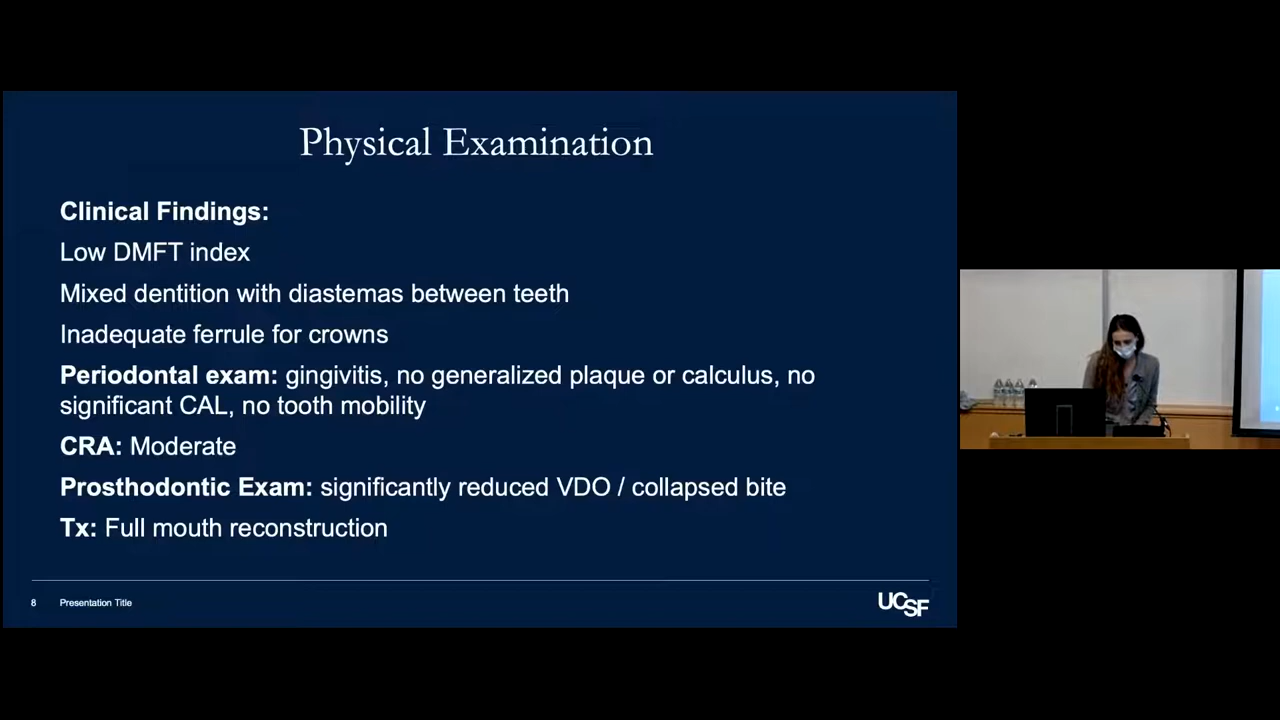 Physical Examination
Clinical Findings:
Low DMFT index
Mixed dentition with diastemas between teeth
Inadequate ferrule for crowns
Periodontal exam: gingivitis, no generalized plaque or calculus, no
significant CAL, no tooth mobility
CRA: Moderate
Prosthodontic Exam: significantly reduced VDO / collapsed bite
Tx: Full mouth reconstruction
8 Presentation Title
UCSF